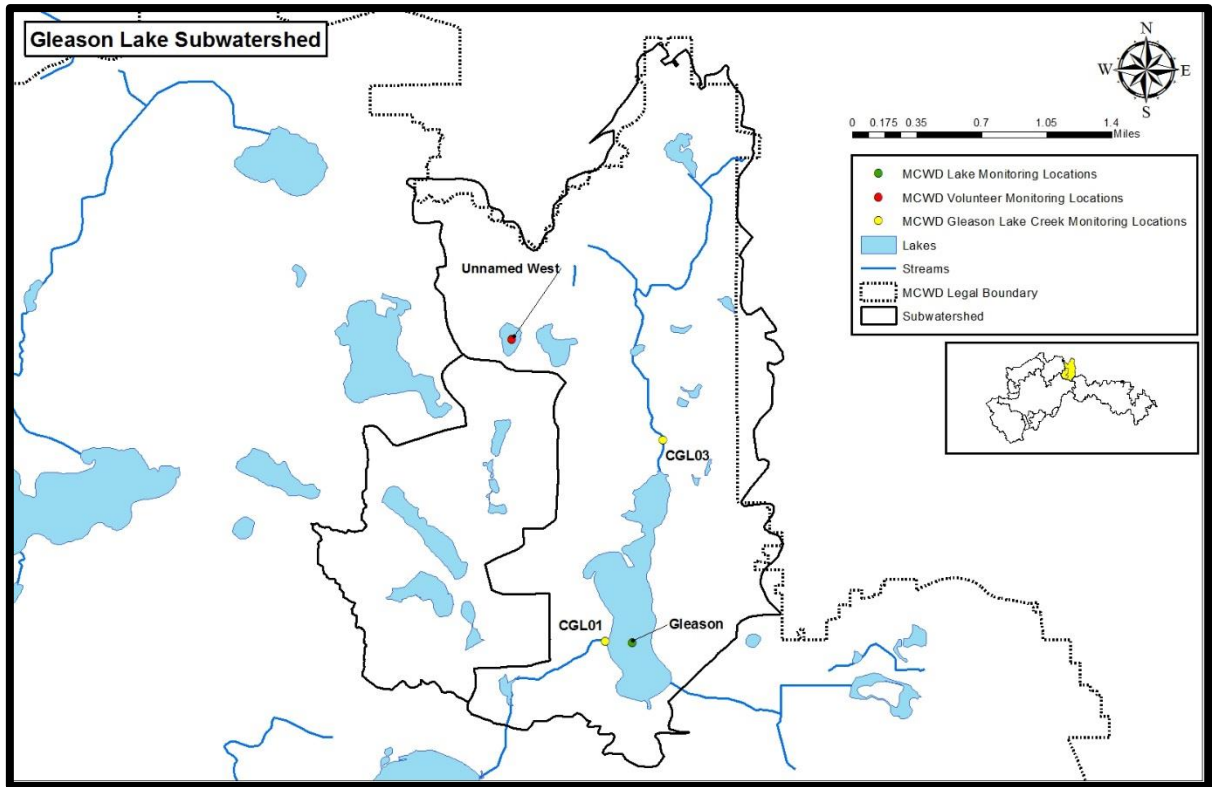 Gleason Lake Subwatershed
N
W E
S
0 0.175 0.35 0.7 1.05 1.4
Miles
MCWD Lake Monitoring Locations
MCWD Volunteer Monitoring Locations
MCWD Gleason Lake Creek Monitoring Locations
Lakes
Streams
MCWD Legal Boundary
Subwatershed
Unnamed West
CGL03
CGL01
Gleason